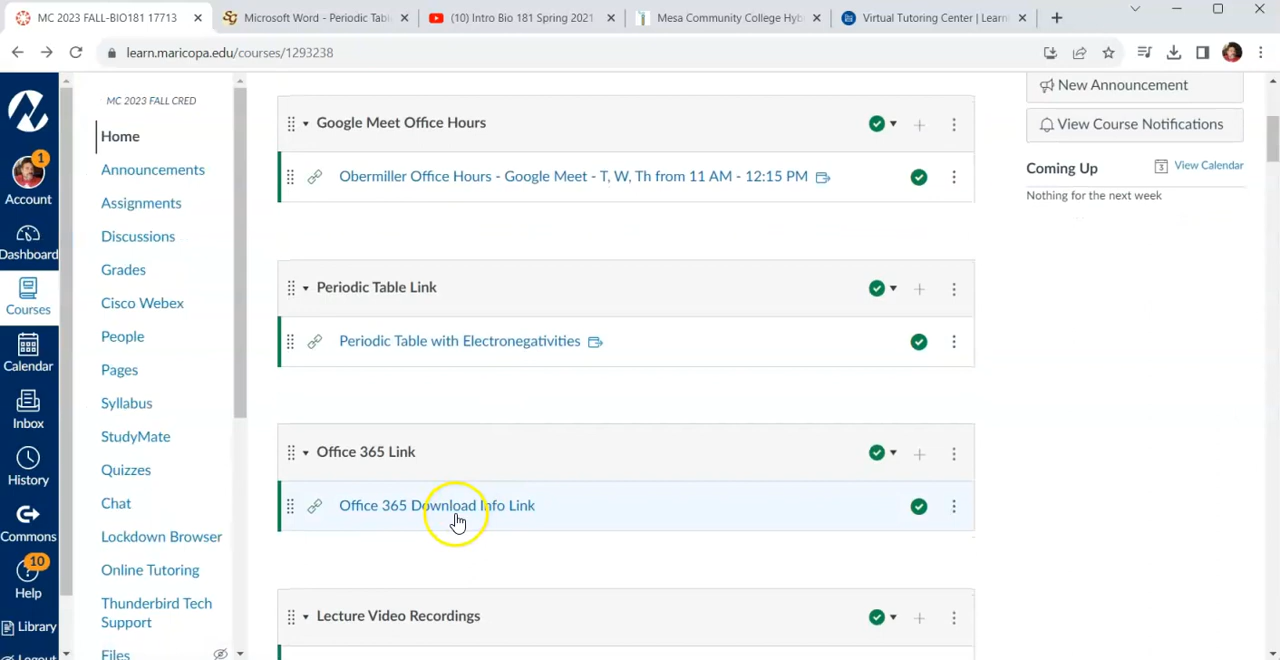 MC 2023 FALL-BIO181 17713
Microsoft Word - Periodic Tabl
(10) Intro Bio 181 Spring 2021
Mesa Community College Hyb
Virtual Tutoring Center | Learn
learn.maricopa.edu/courses/1293238
1
Account
Dashboard
Courses
Calendar
Inbox
History
Commons
10
Help
Library
Logout
MC 2023 FALL CRED
Home
Announcements
Assignments
Discussions
Grades
Cisco Webex
People
Pages
Syllabus
StudyMate
Quizzes
Chat
Lockdown Browser
Online Tutoring
Thunderbird Tech
Support
Files
Google Meet Office Hours
Obermiller Office Hours - Google Meet - T, W, Th from 11 AM - 12:15 PM
Periodic Table Link
Periodic Table with Electronegativities
Office 365 Link
Office 365 Download Info Link
Lecture Video Recordings
New Announcement
View Course Notifications
Coming Up
View Calendar
Nothing for the next week